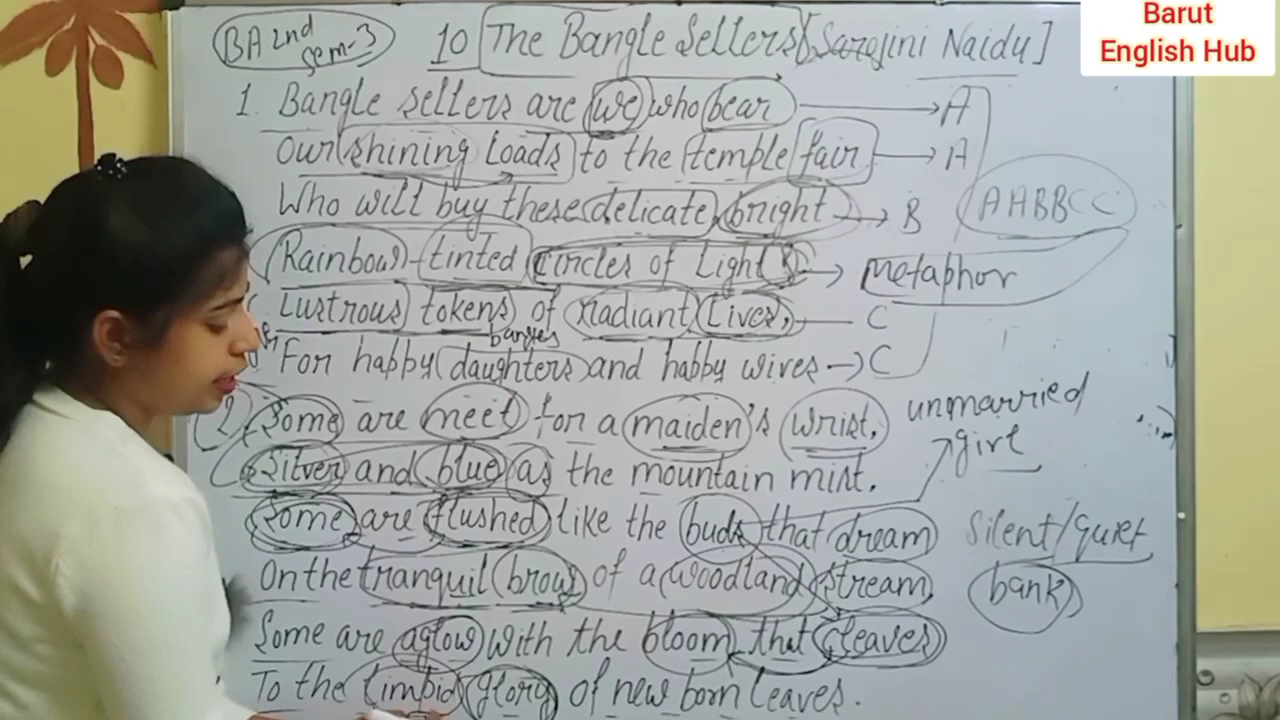 Barut
English Hub
BA 2nd
Sem-3
10 The Bangle Sellers [Sarojini Naidu]
1. Bangle sellers are we who bear → A
Our shining loads to the temple fair → A
Who will buy these delicate, bright → B
AABBCC
Rainbow-tinted circles of Light → Metaphor
Lustrous tokens of radiant Lives, C
bangles
For happy daughters and happy wives → C
2 Some are meet for a maiden's wrist,
unmarried
girl
Silver and blue as the mountain mist.
Some are flushed like the buds that dream
Silent/quiet
On the tranquil brow of a woodland stream,
bank
Some are aglow with the bloom that cleaves
To the limpid glory of new born leaves.